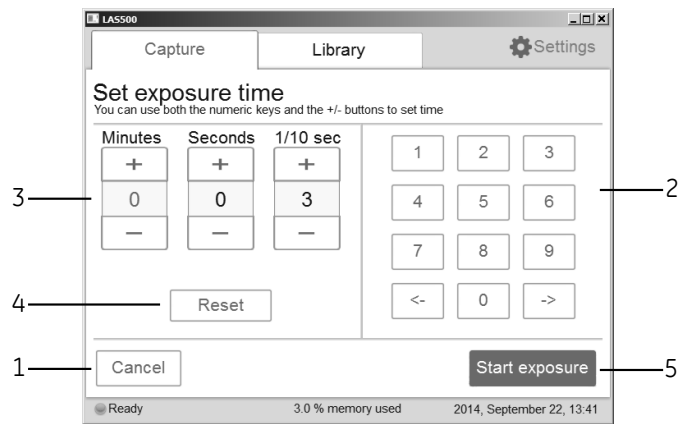 LAS500
Capture Library Settings
Set exposure time
You can use both the numeric keys and the +/- buttons to set time
Minutes Seconds 1/10 sec
+ + +
0 0 3
— — —
1 2 3
4 5 6
7 8 9
<- 0 ->
Reset
Cancel Start exposure
Ready 3.0 % memory used 2014, September 22, 13:41
3
4
1
2
5